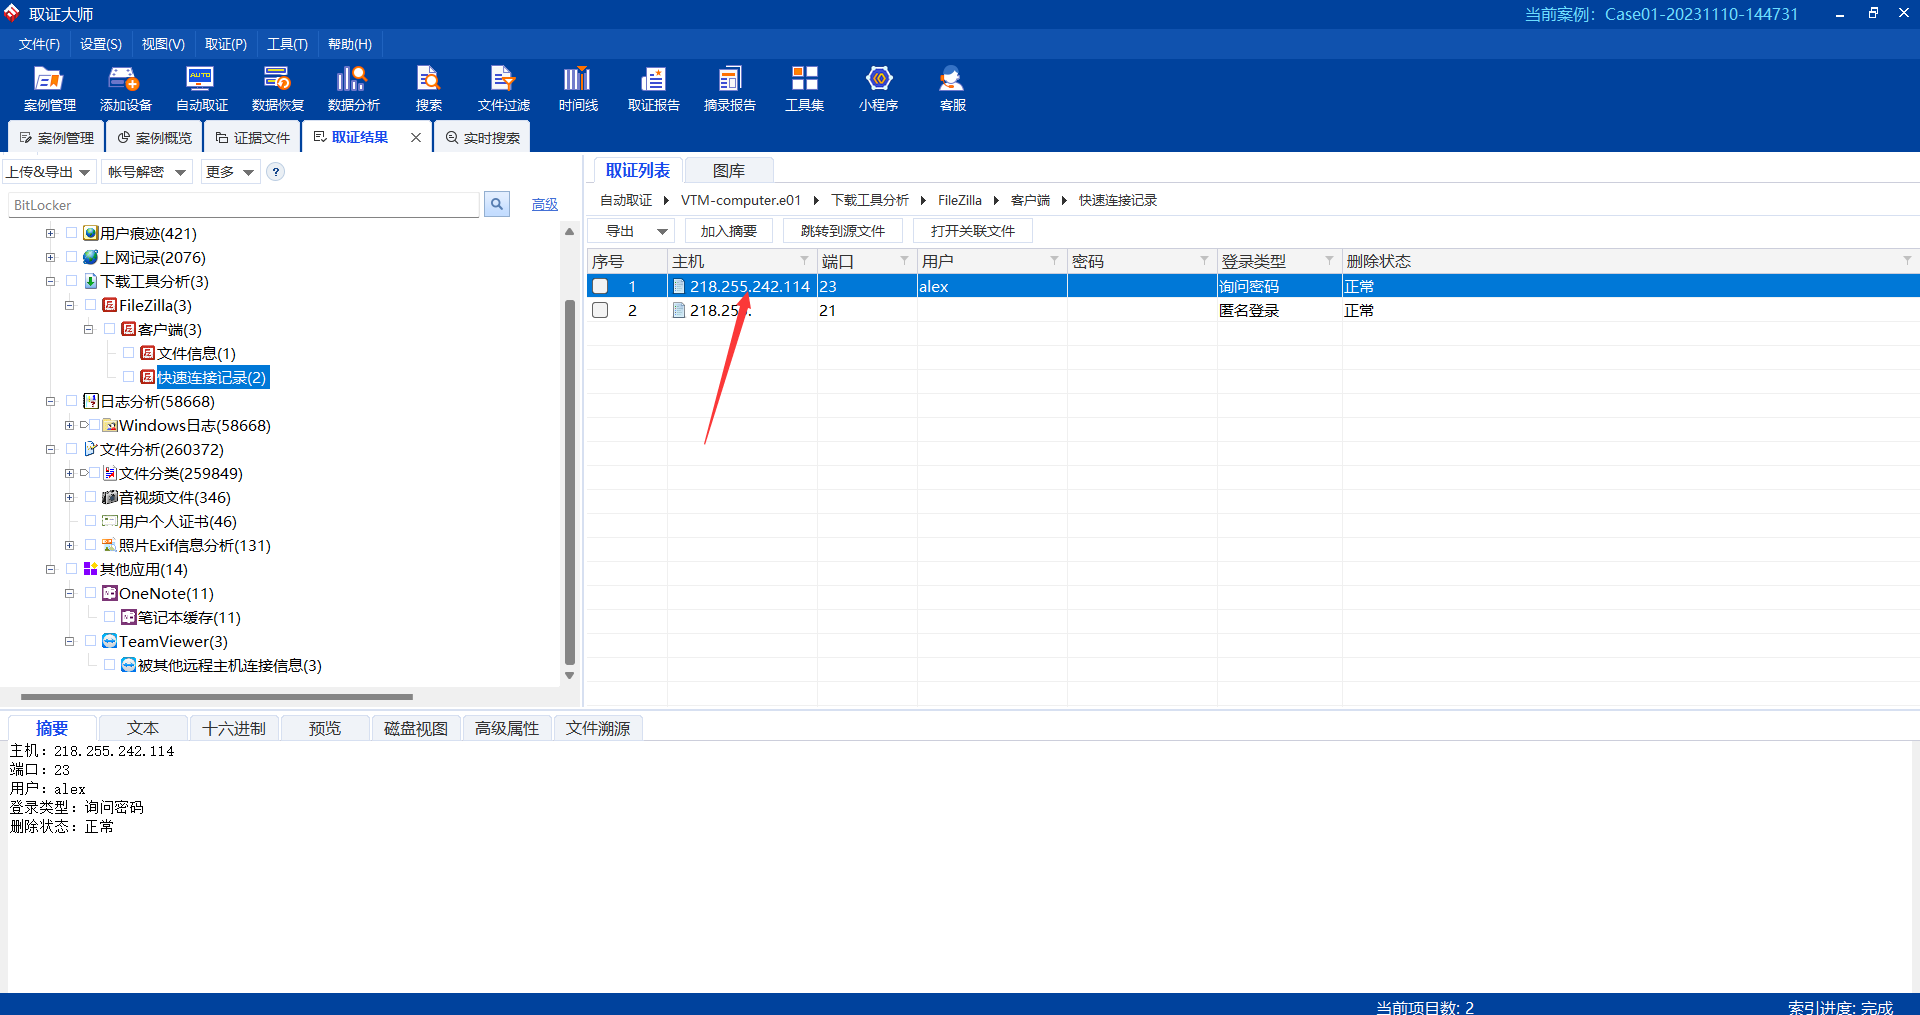 取证大师
当前案例: Case01-20231110-144731
文件(F) 设置(S) 视图(V) 取证(P) 工具(T) 帮助(H)
案例管理 添加设备 自动取证 数据恢复 数据分析 搜索 文件过滤 时间线 取证报告 摘录报告 工具集 小程序 客服
案例管理 案例概览 证据文件 取证结果 实时搜索
上传&导出 帐号解密 更多 ?
BitLocker 高级
用户痕迹(421)
上网记录(2076)
下载工具分析(3)
FileZilla(3)
客户端(3)
文件信息(1)
快速连接记录(2)
日志分析(58668)
Windows日志(58668)
文件分析(260372)
文件分类(259849)
音视频文件(346)
用户个人证书(46)
照片Exif信息分析(131)
其他应用(14)
OneNote(11)
笔记本缓存(11)
TeamViewer(3)
被其他远程主机连接信息(3)
取证列表 图库
自动取证 VTM-computer.e01 下载工具分析 FileZilla 客户端 快速连接记录
导出 加入摘要 跳转到源文件 打开关联文件
序号 主机 端口 用户 密码 登录类型 删除状态
1 218.255.242.114 23 alex 询问密码 正常
2 218.255. 21 匿名登录 正常
摘要 文本 十六进制 预览 磁盘视图 高级属性 文件溯源
主机: 218.255.242.114
端口: 23
用户: alex
登录类型: 询问密码
删除状态: 正常
当前项目数: 2 索引进度: 完成